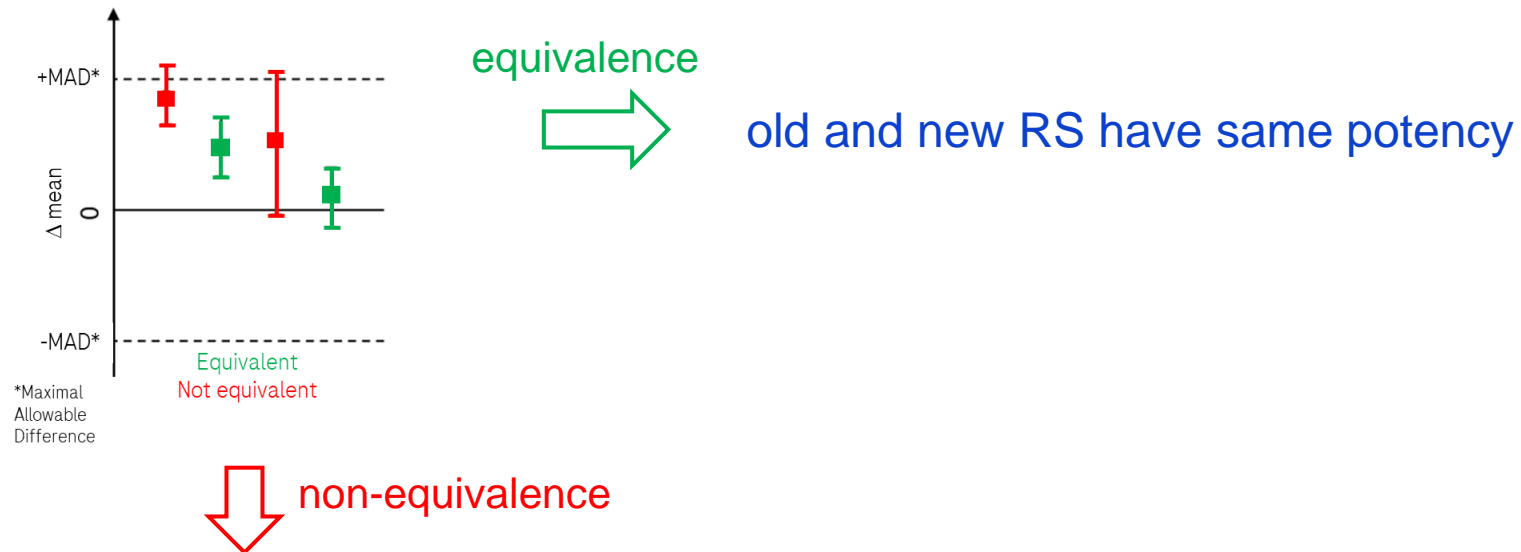 equivalence
+MAD*
old and new RS have same potency
Δ mean
0
-MAD*
Equivalent
Not equivalent
*Maximal
Allowable
Difference
non-equivalence